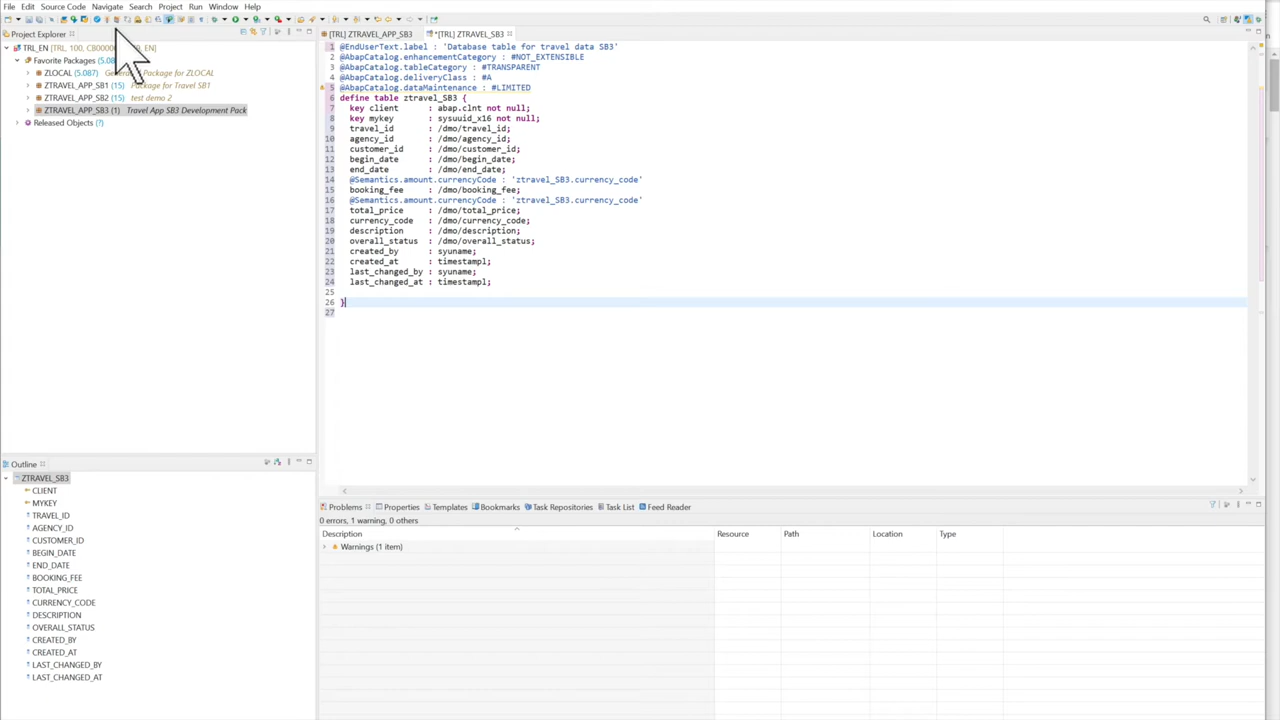 File Edit Source Code Navigate Search Project Run Window Help
Project Explorer
TRL_EN [TRL, 100, EN]
Favorite Packages
ZLOCAL (5.087) Package for ZLOCAL
ZTRAVEL_APP_SB1 (15) Package for Travel SB1
ZTRAVEL_APP_SB2 (15) test demo 2
ZTRAVEL_APP_SB3 (1) Travel App SB3 Development Pack
Released Objects (?)
Outline
ZTRAVEL_SB3
CLIENT
MYKEY
TRAVEL_ID
AGENCY_ID
CUSTOMER_ID
BEGIN_DATE
END_DATE
BOOKING_FEE
TOTAL_PRICE
CURRENCY_CODE
DESCRIPTION
OVERALL_STATUS
CREATED_BY
CREATED_AT
LAST_CHANGED_BY
LAST_CHANGED_AT
[TRL] ZTRAVEL_APP_SB3 *[TRL] ZTRAVEL_SB3
1 @EndUserText.label : 'Database table for travel data SB3'
2 @AbapCatalog.enhancementCategory : #NOT_EXTENSIBLE
3 @AbapCatalog.tableCategory : #TRANSPARENT
4 @AbapCatalog.deliveryClass : #A
5 @AbapCatalog.dataMaintenance : #LIMITED
6 define table ztravel_SB3 {
7 key client : abap.clnt not null;
8 key mykey : sysuuid_x16 not null;
9 travel_id : /dmo/travel_id;
10 agency_id : /dmo/agency_id;
11 customer_id : /dmo/customer_id;
12 begin_date : /dmo/begin_date;
13 end_date : /dmo/end_date;
14 @Semantics.amount.currencyCode : 'ztravel_SB3.currency_code'
15 booking_fee : /dmo/booking_fee;
16 @Semantics.amount.currencyCode : 'ztravel_SB3.currency_code'
17 total_price : /dmo/total_price;
18 currency_code : /dmo/currency_code;
19 description : /dmo/description;
20 overall_status : /dmo/overall_status;
21 created_by : syuname;
22 created_at : timestampl;
23 last_changed_by : syuname;
24 last_changed_at : timestampl;
25
26 }
27
Problems Properties Templates Bookmarks Task Repositories Task List Feed Reader
0 errors, 1 warning, 0 others
Description Resource Path Location Type
Warnings (1 item)